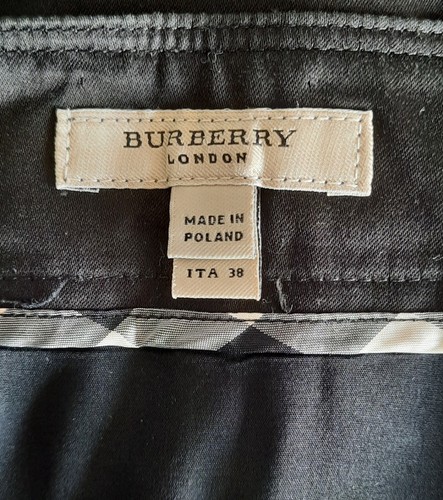 BURBERRY
LONDON
MADE IN
POLAND
ITA 38